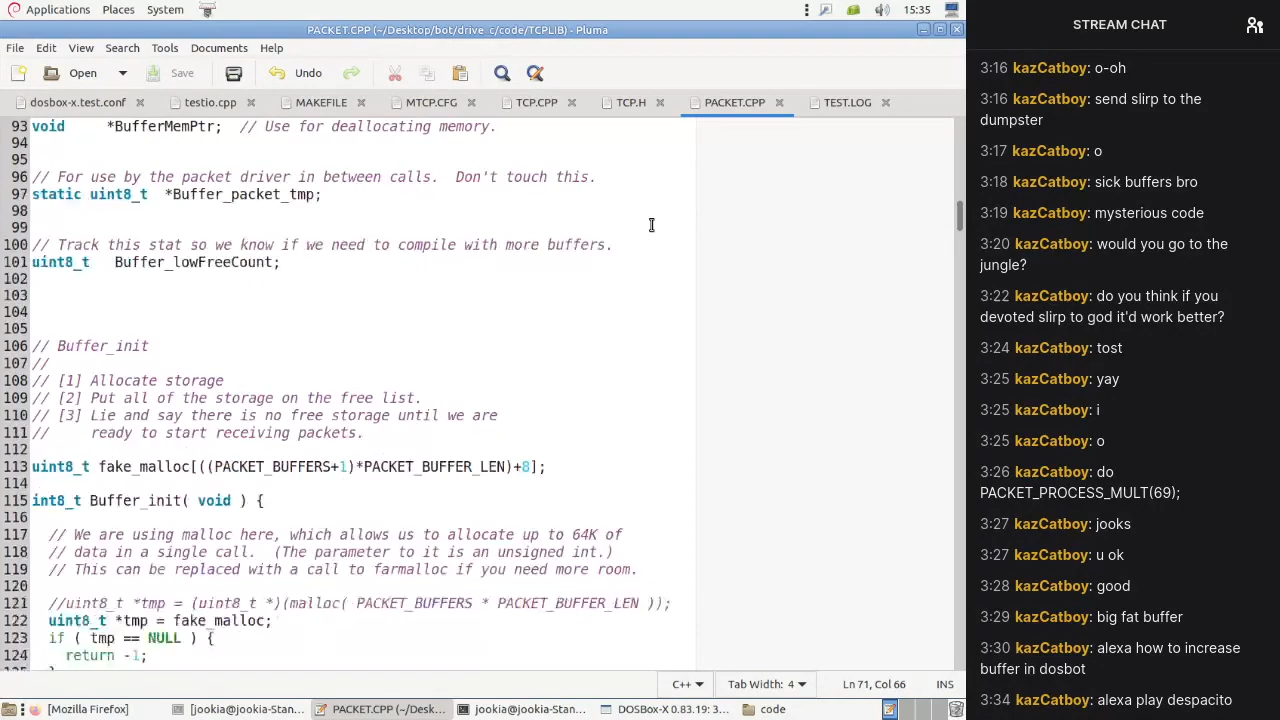 Applications Places System 15:35
PACKET.CPP (~/Desktop/bot/drive_c/code/TCPLIB) - Pluma
File Edit View Search Tools Documents Help
Open Save Undo
dosbox-x.test.conf testio.cpp MAKEFILE MTCP.CFG TCP.CPP TCP.H PACKET.CPP TEST.LOG
93 void *BufferMemPtr; // Use for deallocating memory.
94
95
96 // For use by the packet driver in between calls. Don't touch this.
97 static uint8_t *Buffer_packet_tmp;
98
99
100 // Track this stat so we know if we need to compile with more buffers.
101 uint8_t Buffer_lowFreeCount;
102
103
104
105
106 // Buffer_init
107 //
108 // [1] Allocate storage
109 // [2] Put all of the storage on the free list.
110 // [3] Lie and say there is no free storage until we are
111 // ready to start receiving packets.
112
113 uint8_t fake_malloc[((PACKET_BUFFERS+1)*PACKET_BUFFER_LEN)+8];
114
115 int8_t Buffer_init( void ) {
116
117 // We are using malloc here, which allows us to allocate up to 64K of
118 // data in a single call. (The parameter to it is an unsigned int.)
119 // This can be replaced with a call to farmalloc if you need more room.
120
121 //uint8_t *tmp = (uint8_t *)(malloc( PACKET_BUFFERS * PACKET_BUFFER_LEN ));
122 uint8_t *tmp = fake_malloc;
123 if ( tmp == NULL ) {
124 return -1;
C++ Tab Width: 4 Ln 71, Col 66 INS
[Mozilla Firefox] [jookia@jookia-Stan... PACKET.CPP (~/Desk... jookia@jookia-Stan... DOSBox-X 0.83.19: 3... code
STREAM CHAT
3:16 kazCatboy: o-oh
3:16 kazCatboy: send slirp to the
dumpster
3:17 kazCatboy: o
3:18 kazCatboy: sick buffers bro
3:19 kazCatboy: mysterious code
3:20 kazCatboy: would you go to the
jungle?
3:22 kazCatboy: do you think if you
devoted slirp to god it'd work better?
3:24 kazCatboy: tost
3:25 kazCatboy: yay
3:25 kazCatboy: i
3:25 kazCatboy: o
3:26 kazCatboy: do
PACKET_PROCESS_MULT(69);
3:27 kazCatboy: jooks
3:27 kazCatboy: u ok
3:28 kazCatboy: good
3:29 kazCatboy: big fat buffer
3:30 kazCatboy: alexa how to increase
buffer in dosbot
3:34 kazCatboy: alexa play despacito